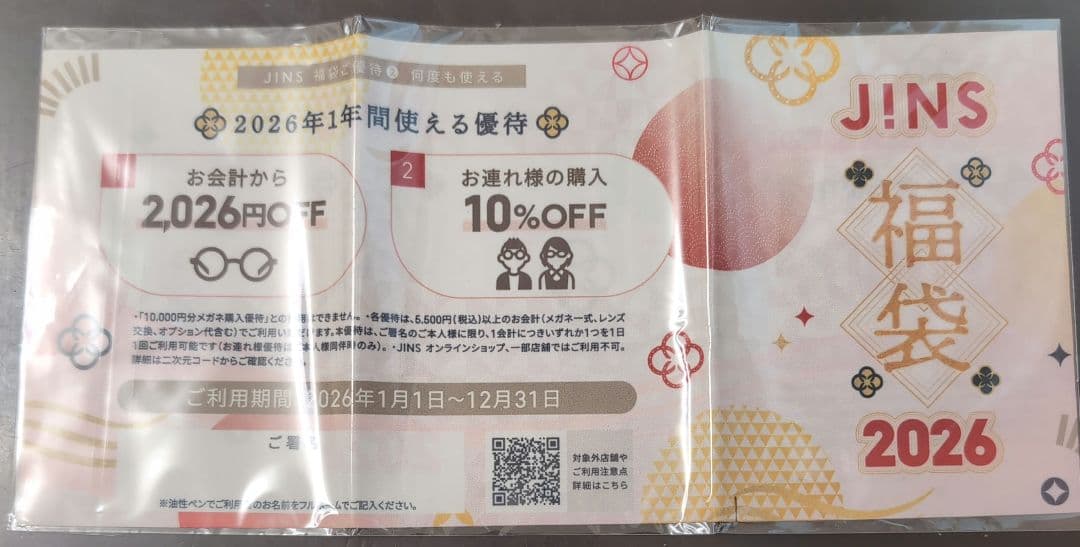 JINS 福袋ご優待❷ 何度も使える
2026年1年間使える優待
1
お会計から
2,026円OFF
2
お連れ様の購入
10%OFF
・「10,000円分メガネ購入優待」との はできません。・各優待は、5,500円(税込)以上のお会計(メガネ一式、レンズ
交換、オプション代含む)でご利用いただけます。本優待は、ご署名のご本人様に限り、1会計につきいずれか1つを1日
1回ご利用可能です(お連れ様優待は 本人様同伴時のみ)。・JINS オンラインショップ、一部店舗ではご利用不可。
詳細は二次元コードからご確認ください。
ご利用期間 2026年1月1日〜12月31日
ご署名
対象外店舗や
ご利用注意点
詳細はこちら
※油性ペンでご利用 のお名前をフルネームでご記入ください。
J!NS
福
袋
2026